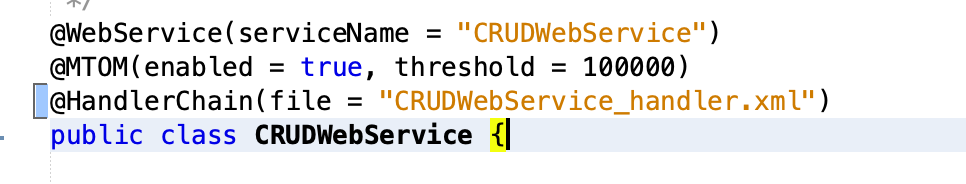 */
@WebService(serviceName = "CRUDWebService")
@MTOM(enabled = true, threshold = 100000)
@HandlerChain(file = "CRUDWebService_handler.xml")
public class CRUDWebService {